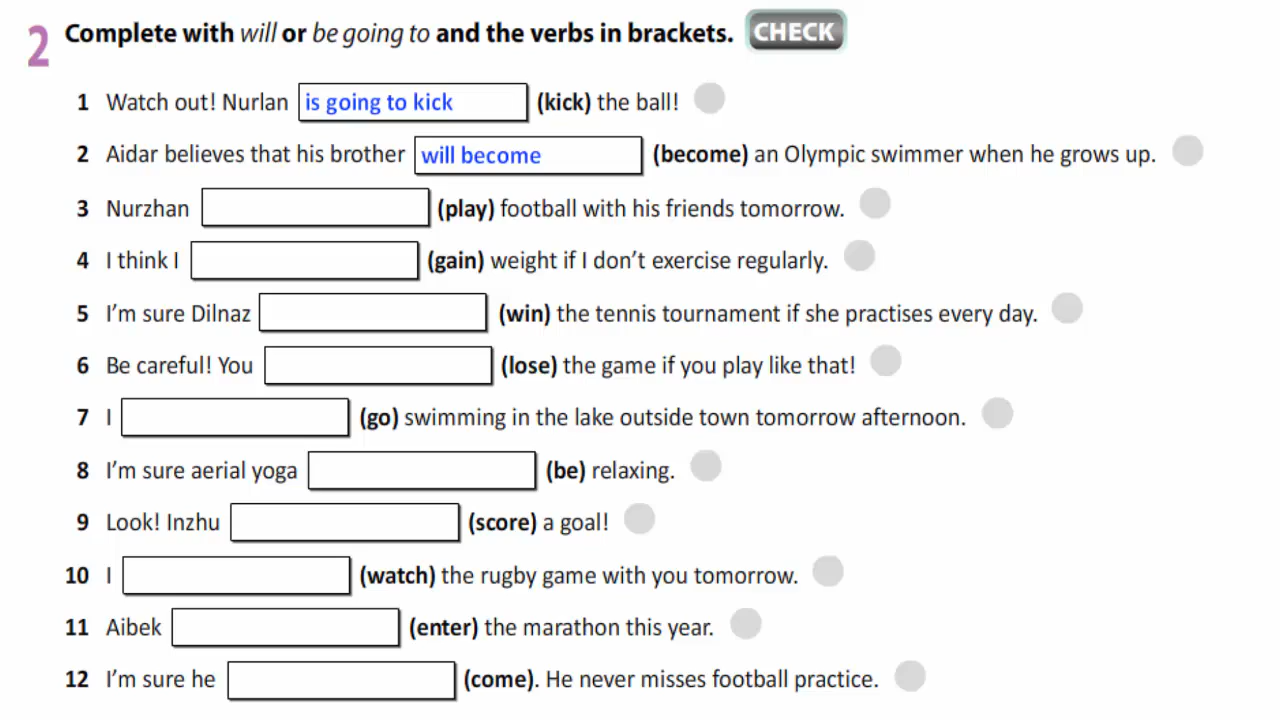 2 Complete with will or be going to and the verbs in brackets. CHECK
1 Watch out! Nurlan is going to kick (kick) the ball!
2 Aidar believes that his brother will become (become) an Olympic swimmer when he grows up.
3 Nurzhan (play) football with his friends tomorrow.
4 I think I (gain) weight if I don't exercise regularly.
5 I'm sure Dilnaz (win) the tennis tournament if she practises every day.
6 Be careful! You (lose) the game if you play like that!
7 I (go) swimming in the lake outside town tomorrow afternoon.
8 I'm sure aerial yoga (be) relaxing.
9 Look! Inzhu (score) a goal!
10 I (watch) the rugby game with you tomorrow.
11 Aibek (enter) the marathon this year.
12 I'm sure he (come). He never misses football practice.